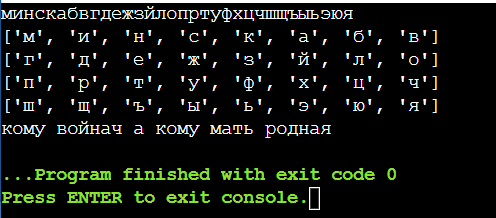 минскабвгдежзйлопртуфхцчшщъыьэюя
['м', 'и', 'н', 'с', 'к', 'а', 'б', 'в']
['г', 'д', 'е', 'ж', 'з', 'й', 'л', 'о']
['п', 'р', 'т', 'у', 'ф', 'х', 'ц', 'ч']
['ш', 'щ', 'ъ', 'ы', 'ь', 'э', 'ю', 'я']
кому войнач а кому мать родная
...Program finished with exit code 0
Press ENTER to exit console.